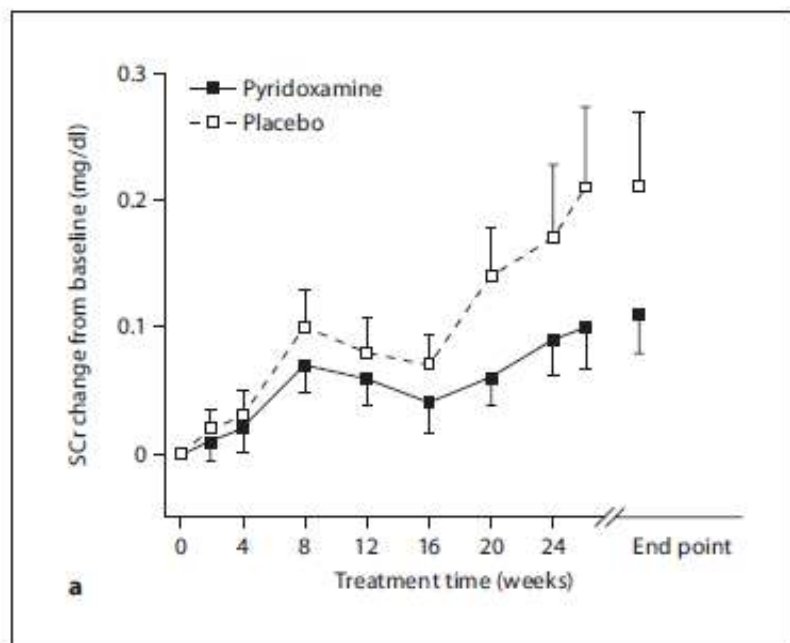 SCr change from baseline (mg/dl)
0.3
0.2
0.1
0
Pyridoxamine
Placebo
0 4 8 12 16 20 24 End point
Treatment time (weeks)
a